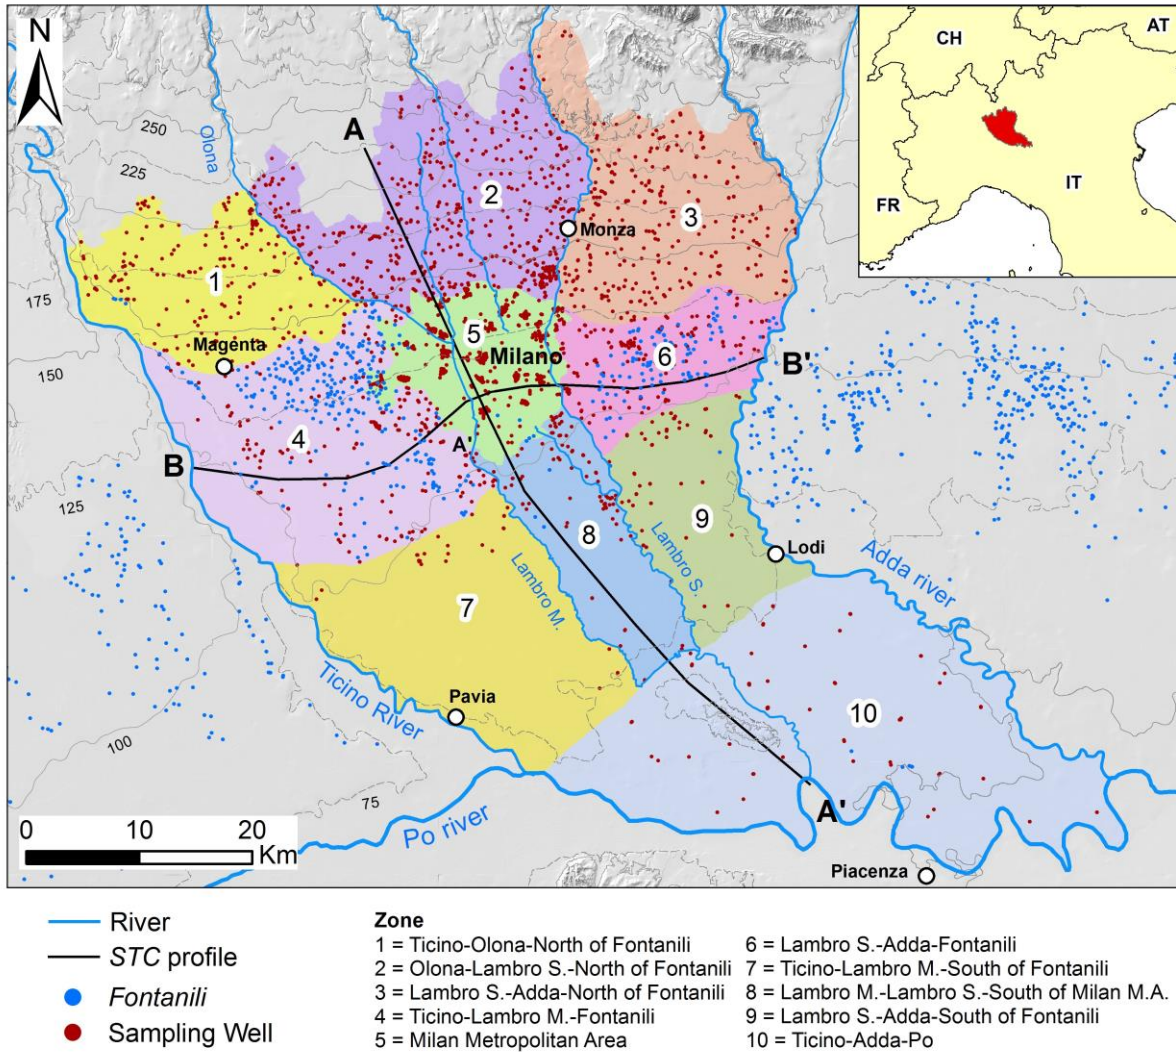 N
CH
AT
FR
IT
250
225
175
150
125
100
75
Olona
A
1
2
3
Monza
Magenta
5
Milano
6
B'
4
B
A'
8
9
Lodi
Lambro S.
Lambro M.
Adda river
7
Ticino River
Pavia
10
A'
Po river
Piacenza
0 10 20
Km
River
STC profile
Fontanili
Sampling Well
Zone
1 = Ticino-Olona-North of Fontanili
2 = Olona-Lambro S.-North of Fontanili
3 = Lambro S.-Adda-North of Fontanili
4 = Ticino-Lambro M.-Fontanili
5 = Milan Metropolitan Area
6 = Lambro S.-Adda-Fontanili
7 = Ticino-Lambro M.-South of Fontanili
8 = Lambro M.-Lambro S.-South of Milan M.A.
9 = Lambro S.-Adda-South of Fontanili
10 = Ticino-Adda-Po